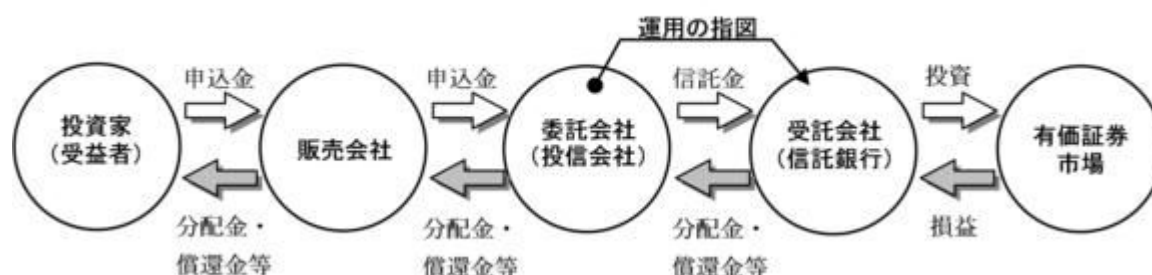 運用の指図
申込金
申込金
信託金
投資
投資家
（受益者）
販売会社
委託会社
（投信会社）
受託会社
（信託銀行）
有価証券
市場
分配金・
償還金等
分配金・
償還金等
分配金・
償還金等
損益